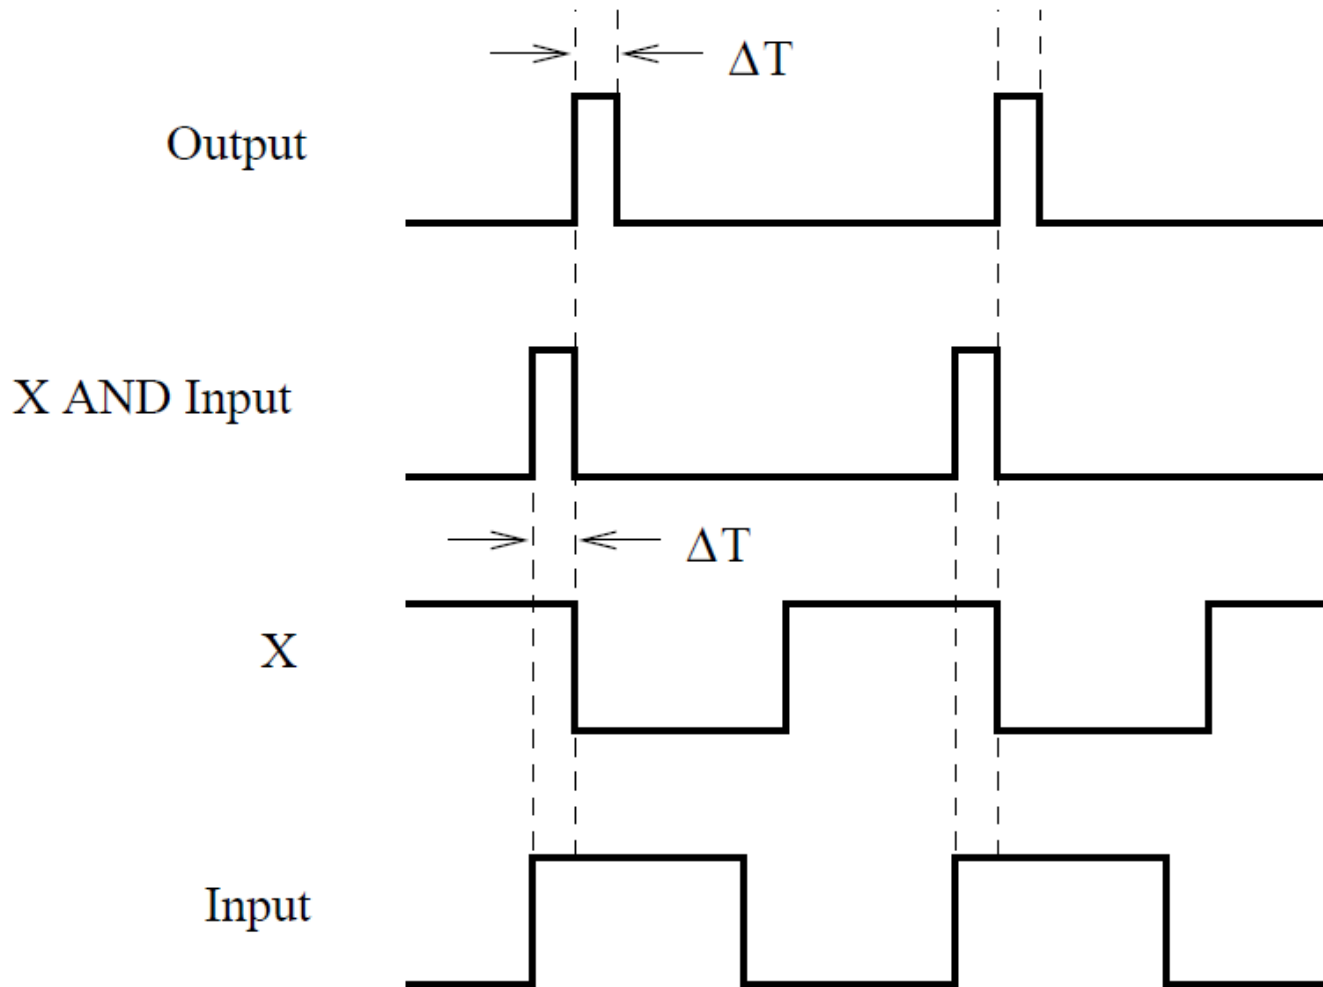 ΔT
Output
X AND Input
ΔT
X
Input